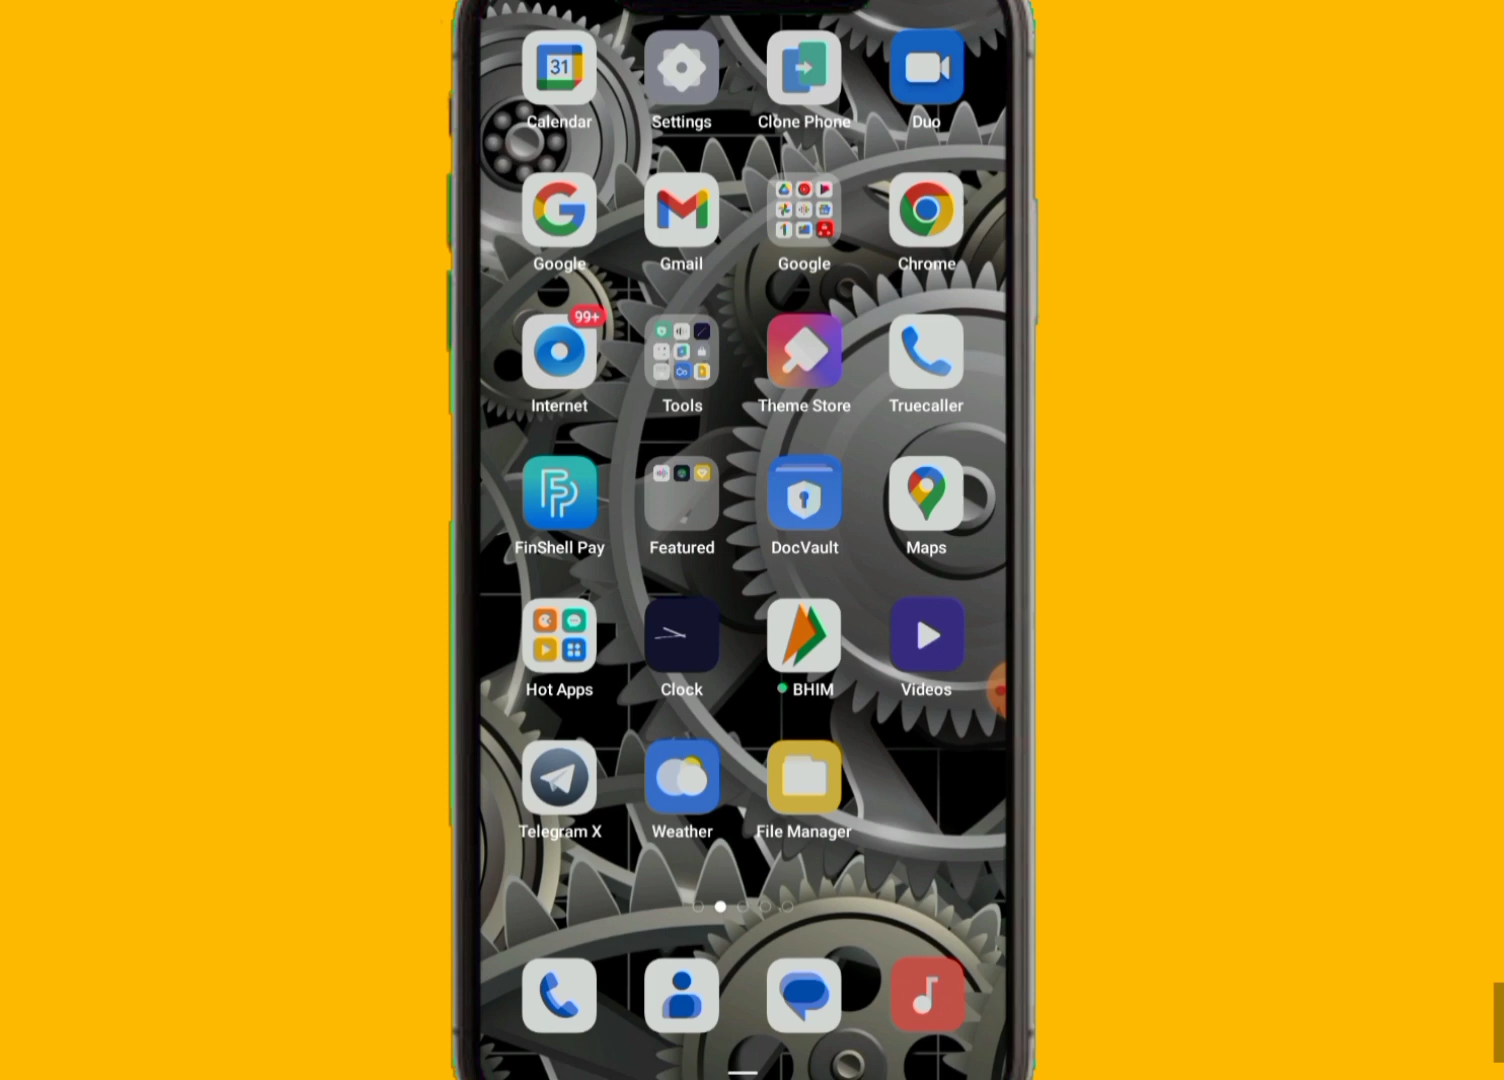 31
Calendar
Settings
Clone Phone
Duo
Google
Gmail
Google
Chrome
99+
Internet
Tools
Theme Store
Truecaller
FinShell Pay
Featured
DocVault
Maps
Hot Apps
Clock
BHIM
Videos
Telegram X
Weather
File Manager